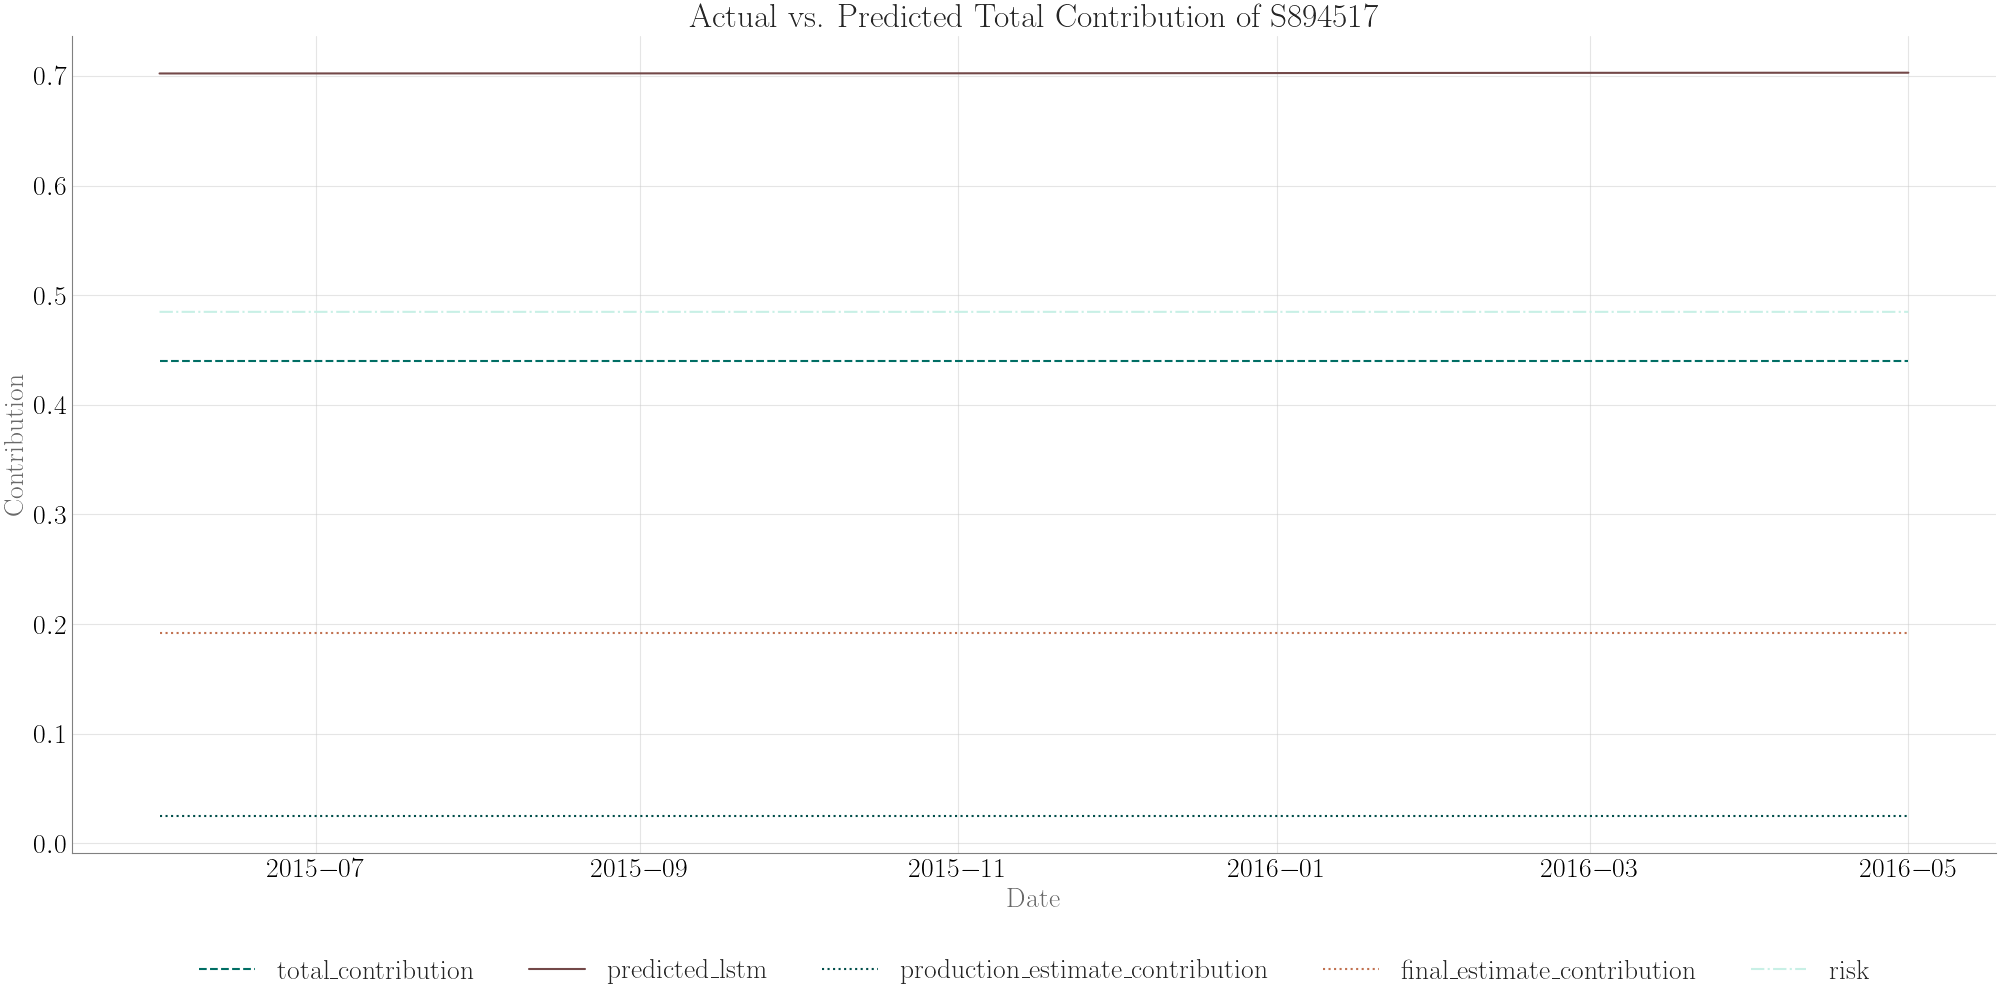 Actual vs. Predicted Total Contribution of S894517
0.7
0.6
0.5
0.4
0.3
0.2
0.1
0.0
Contribution
2015–07 2015–09 2015–11 2016–01 2016–03 2016–05
Date
total_contribution predicted_lstm production_estimate_contribution final_estimate_contribution risk